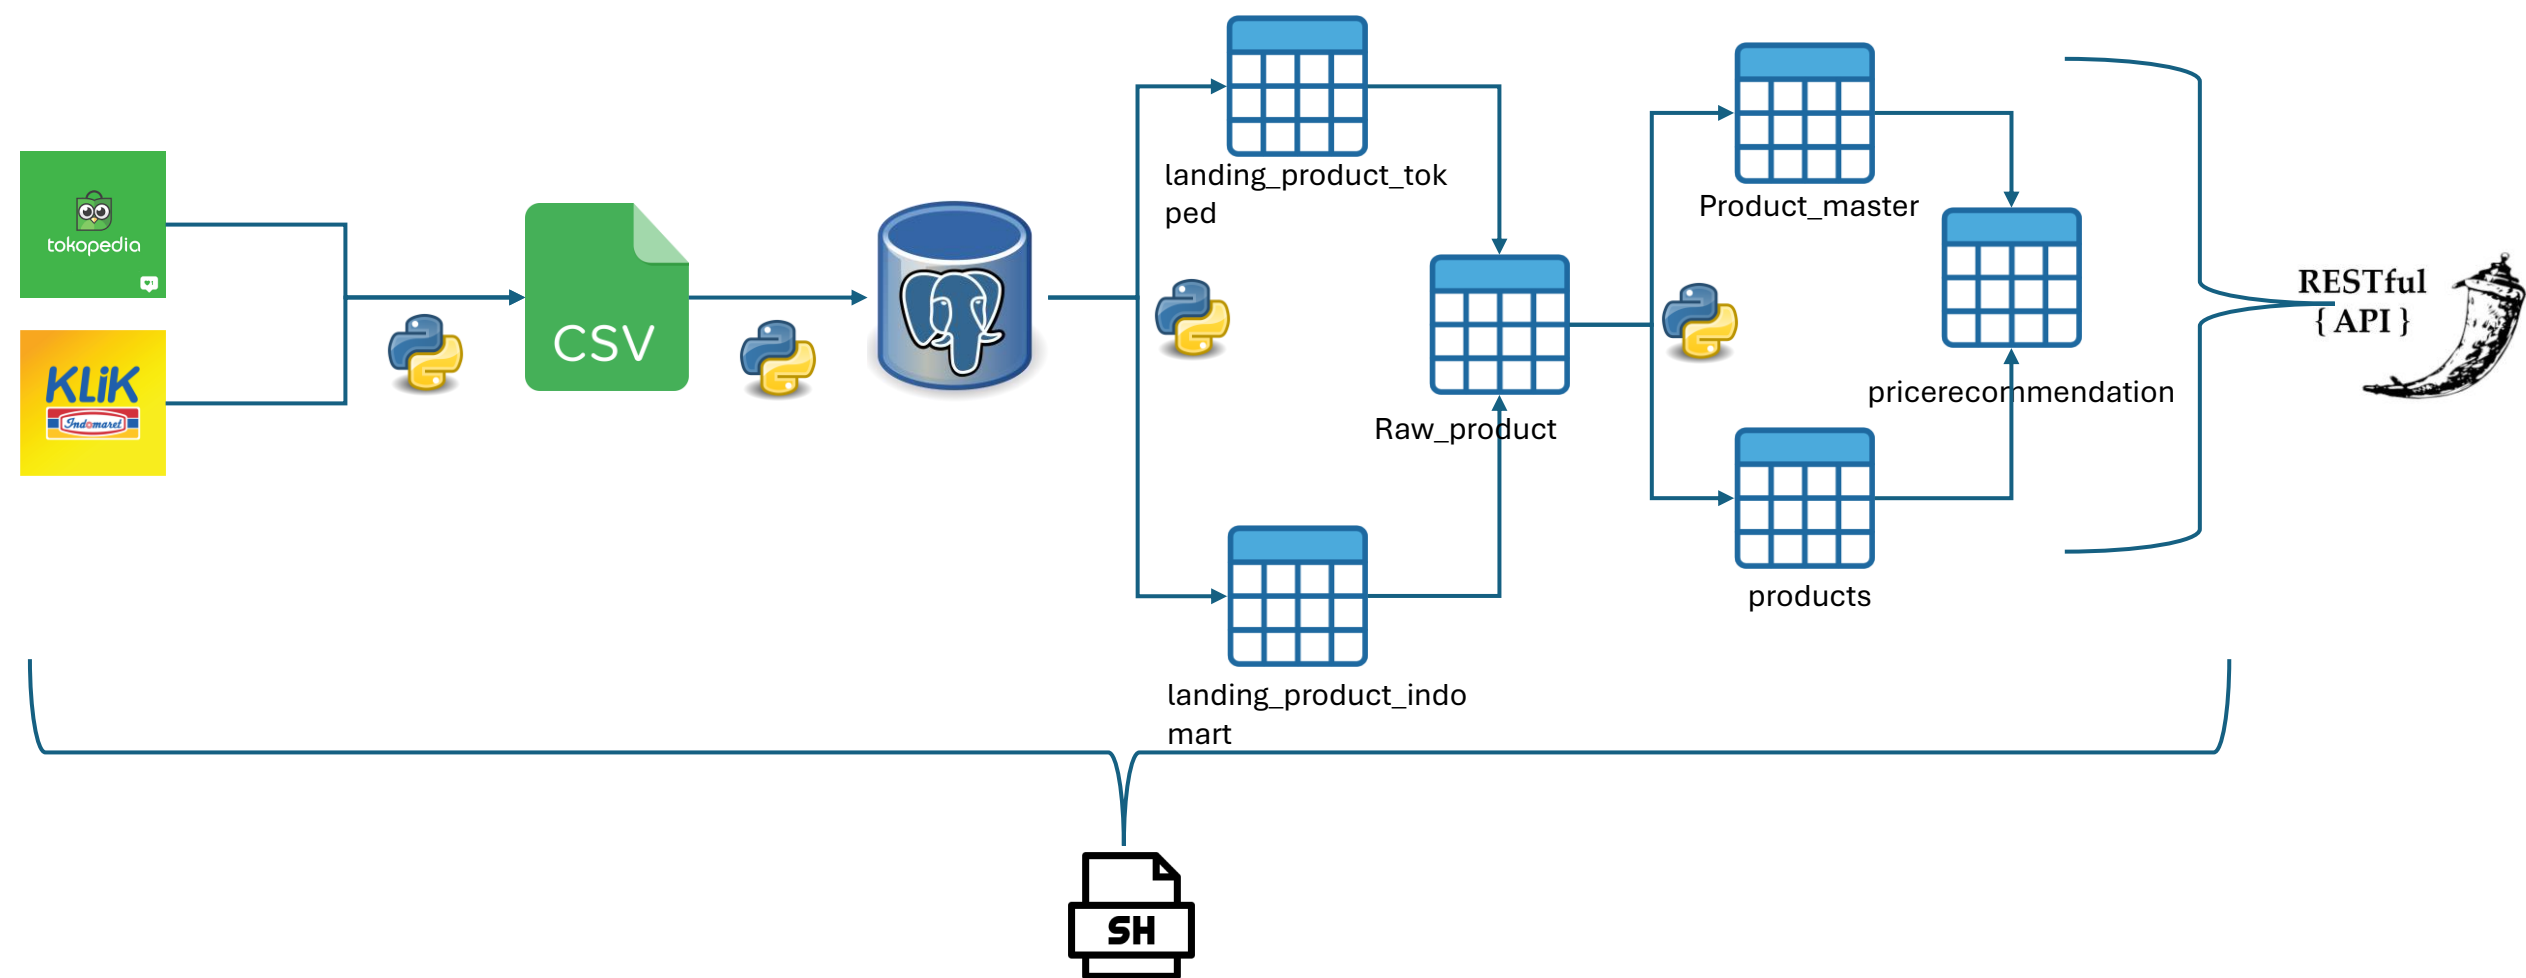 tokopedia
KLiK
Indomaret
CSV
landing_product_tok
ped
Raw_product
landing_product_indo
mart
Product_master
pricerecommendation
products
RESTful
{ API }
SH